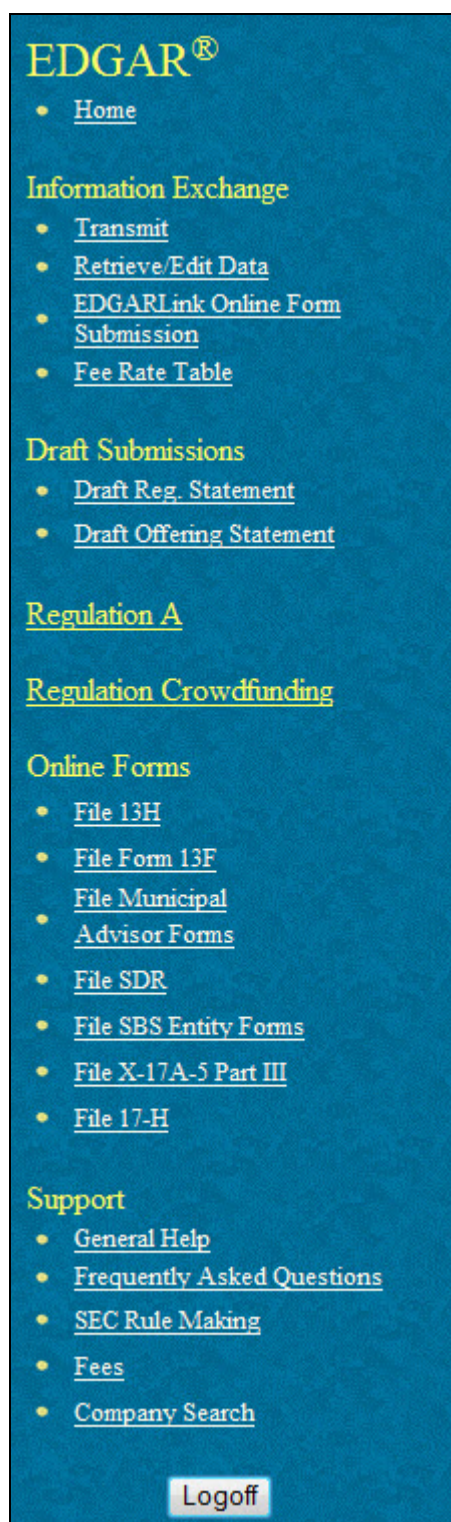 EDGAR®
Home
Information Exchange
Transmit
Retrieve/Edit Data
EDGARLink Online Form
Submission
Fee Rate Table
Draft Submissions
Draft Reg. Statement
Draft Offering Statement
Regulation A
Regulation Crowdfunding
Online Forms
File 13H
File Form 13F
File Municipal
Advisor Forms
File SDR
File SBS Entity Forms
File X-17A-5 Part III
File 17-H
Support
General Help
Frequently Asked Questions
SEC Rule Making
Fees
Company Search
Logoff